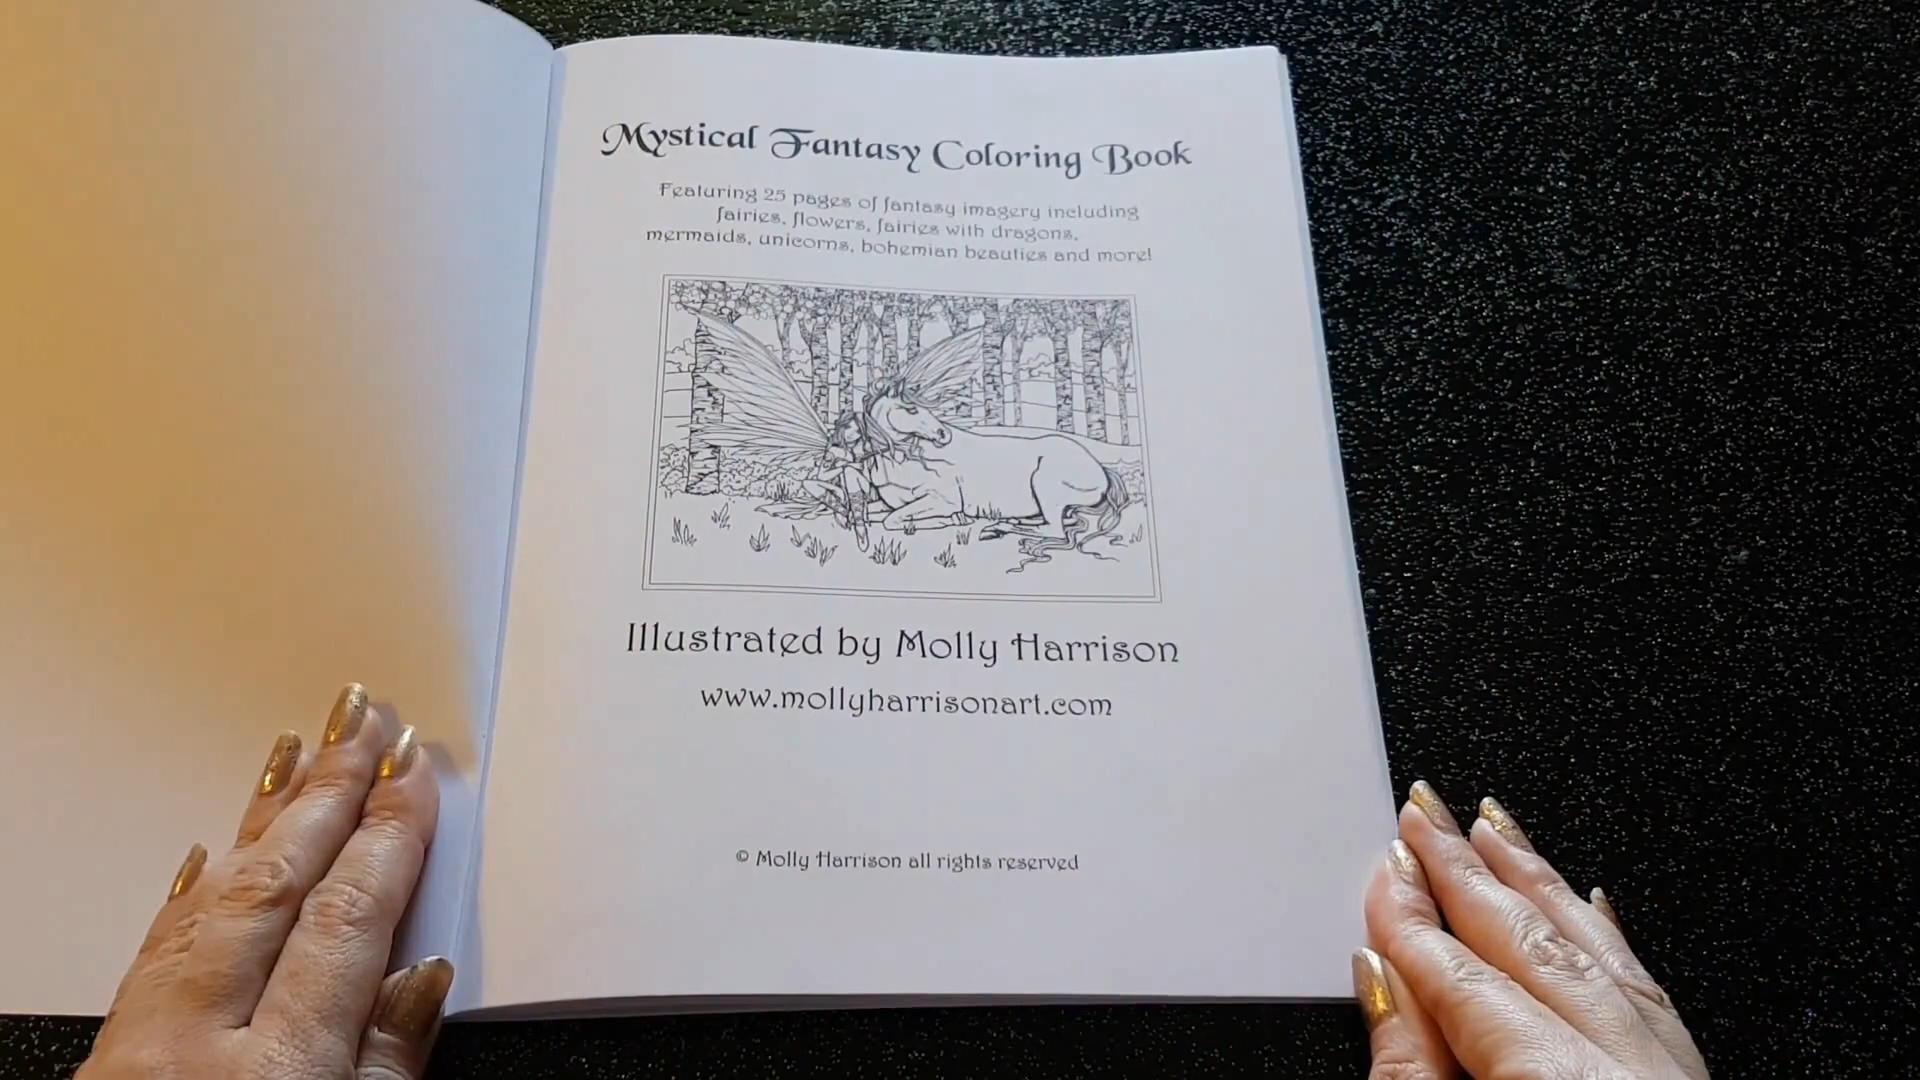 Mystical Fantasy Coloring Book
Featuring 25 pages of fantasy imagery including
fairies, flowers, fairies with dragons,
mermaids, unicorns, bohemian beauties and more!
Illustrated by Molly Harrison
www.mollyharrisonart.com
© Molly Harrison all rights reserved